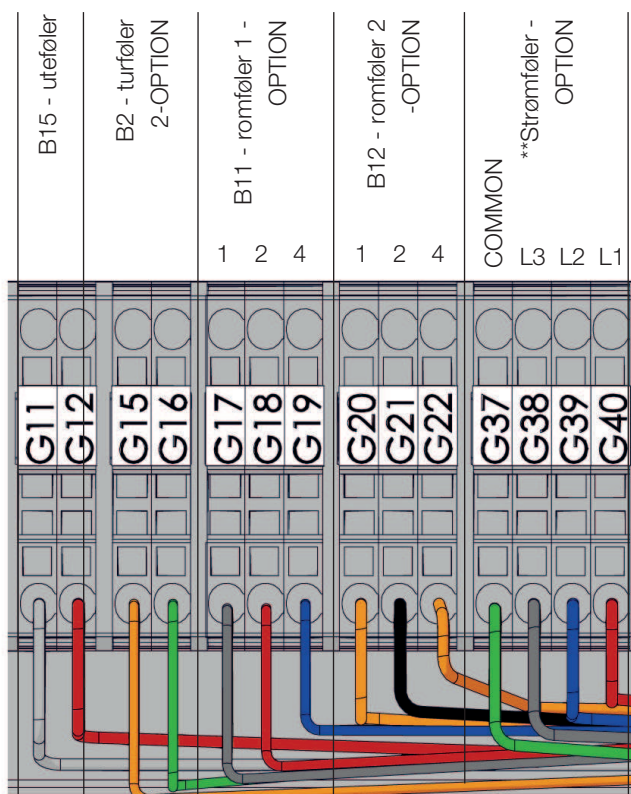 B15 - uteføler
B2 - turføler
2-OPTION
B11 - romføler 1 -
OPTION
B12 - romføler 2
-OPTION
**Strømføler -
OPTION
1
2
4
1
2
4
COMMON
L3
L2
L1
G11
G12
G15
G16
G17
G18
G19
G20
G21
G22
G37
G38
G39
G40